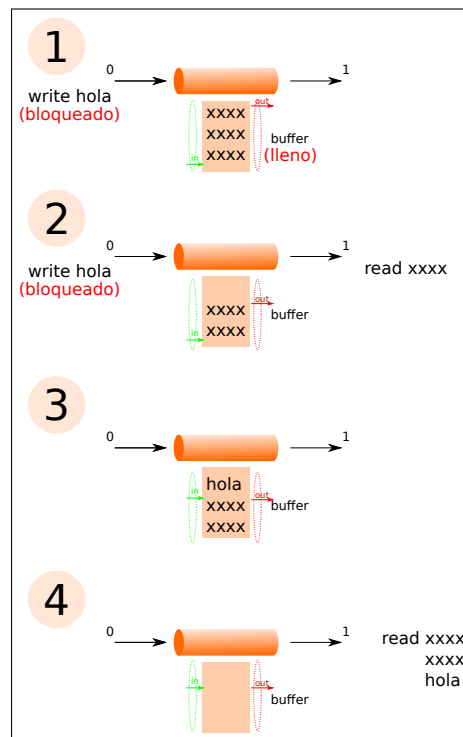 1
0
1
write hola
(bloqueado)
xxxx
xxxx
xxxx
in
out
buffer
(lleno)
2
0
1
write hola
(bloqueado)
read xxxx
xxxx
xxxx
in
out
buffer
3
0
1
hola
xxxx
xxxx
in
out
buffer
4
0
1
read xxxx
xxxx
hola
in
out
buffer